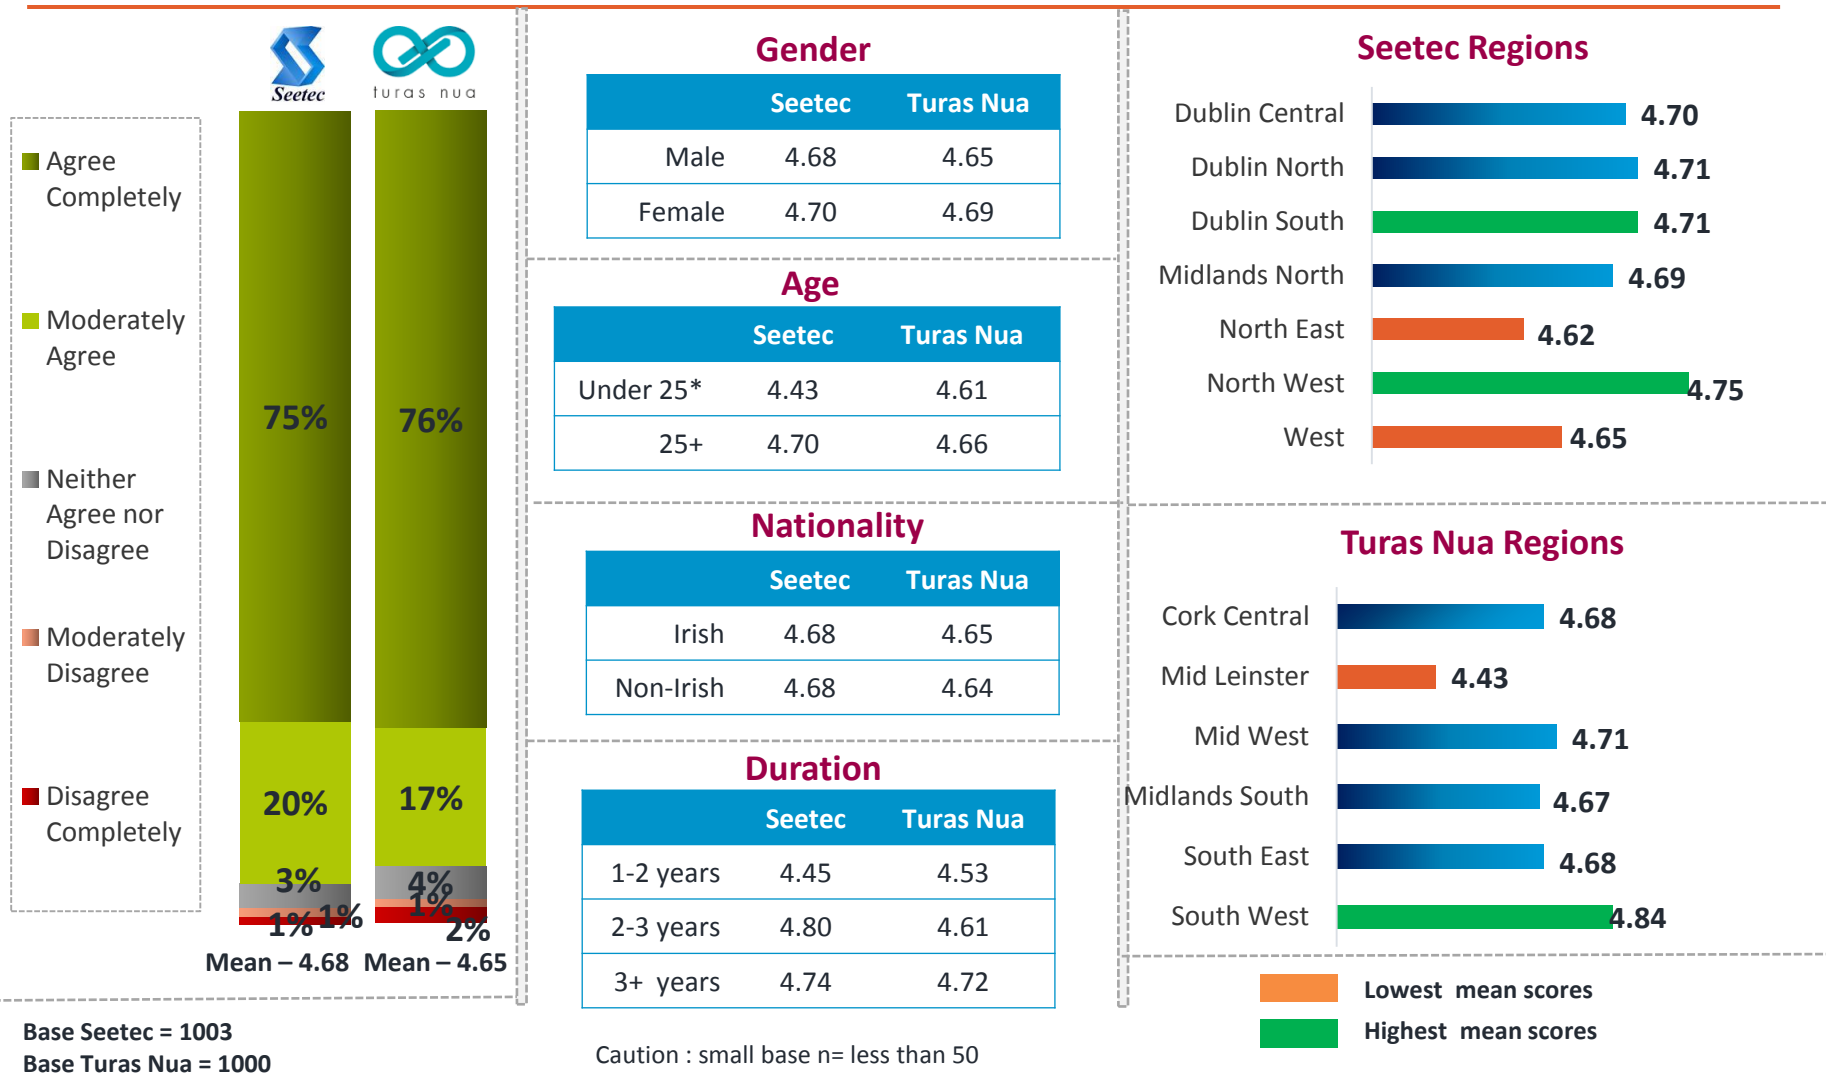 Seetec
turas nua
Agree
Completely
Moderately
Agree
Neither
Agree nor
Disagree
Moderately
Disagree
Disagree
Completely
75%
76%
20%
17%
3%
4%
1%
1%
1%
2%
Mean – 4.68 Mean – 4.65
Base Seetec = 1003
Base Turas Nua = 1000
Gender
Seetec Turas Nua
Male 4.68 4.65
Female 4.70 4.69
Age
Seetec Turas Nua
Under 25* 4.43 4.61
25+ 4.70 4.66
Nationality
Seetec Turas Nua
Irish 4.68 4.65
Non-Irish 4.68 4.64
Duration
Seetec Turas Nua
1-2 years 4.45 4.53
2-3 years 4.80 4.61
3+ years 4.74 4.72
Caution : small base n= less than 50
Seetec Regions
Dublin Central 4.70
Dublin North 4.71
Dublin South 4.71
Midlands North 4.69
North East 4.62
North West 4.75
West 4.65
Turas Nua Regions
Cork Central 4.68
Mid Leinster 4.43
Mid West 4.71
Midlands South 4.67
South East 4.68
South West 4.84
Lowest mean scores
Highest mean scores